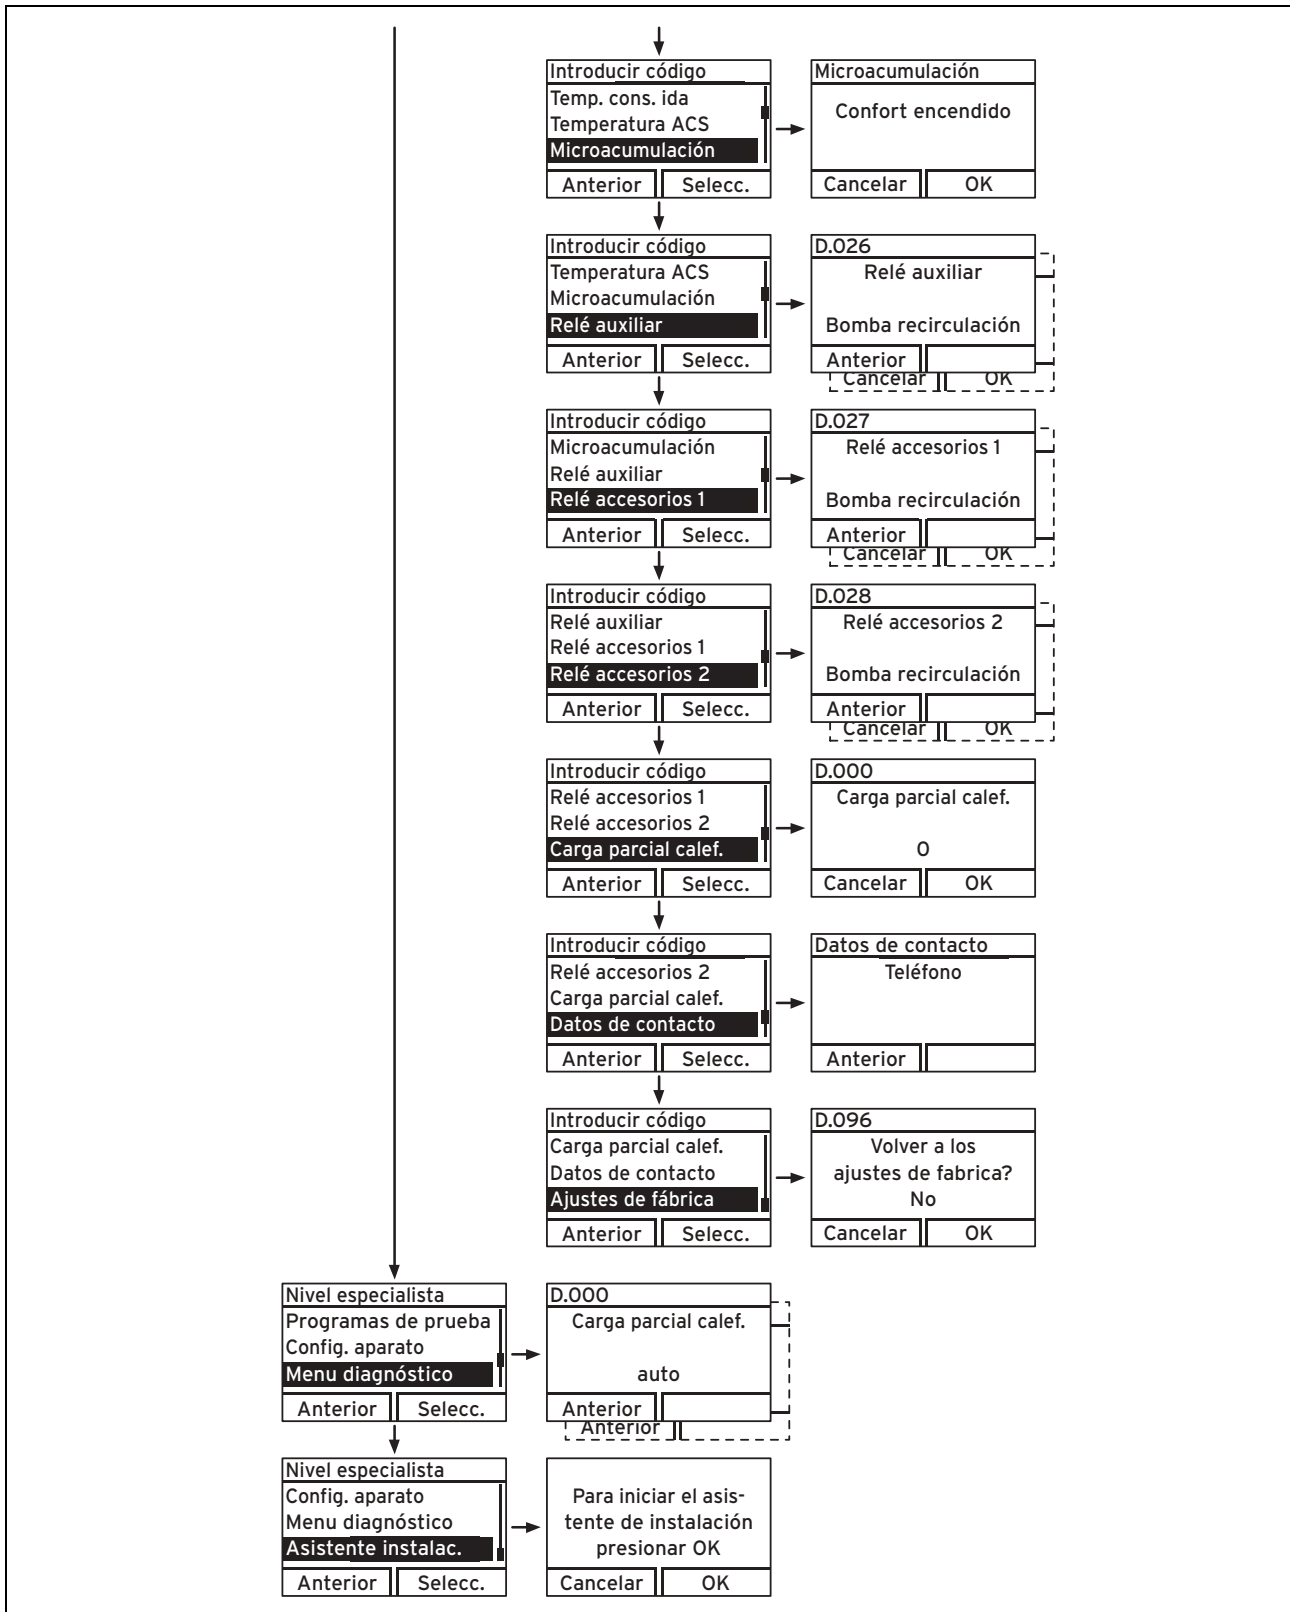 Introducir código
Temp. cons. ida
Temperatura ACS
Microacumulación
Anterior Selecc.
Microacumulación
Confort encendido
Cancelar OK
Introducir código
Temperatura ACS
Microacumulación
Relé auxiliar
Anterior Selecc.
D.026
Relé auxiliar
Bomba recirculación
Anterior
Cancelar OK
Introducir código
Microacumulación
Relé auxiliar
Relé accesorios 1
Anterior Selecc.
D.027
Relé accesorios 1
Bomba recirculación
Anterior
Cancelar OK
Introducir código
Relé auxiliar
Relé accesorios 1
Relé accesorios 2
Anterior Selecc.
D.028
Relé accesorios 2
Bomba recirculación
Anterior
Cancelar OK
Introducir código
Relé accesorios 1
Relé accesorios 2
Carga parcial calef.
Anterior Selecc.
D.000
Carga parcial calef.
0
Cancelar OK
Introducir código
Relé accesorios 2
Carga parcial calef.
Datos de contacto
Anterior Selecc.
Datos de contacto
Teléfono
Anterior
Introducir código
Carga parcial calef.
Datos de contacto
Ajustes de fábrica
Anterior Selecc.
D.096
Volver a los
ajustes de fabrica?
No
Cancelar OK
Nivel especialista
Programas de prueba
Config. aparato
Menu diagnóstico
Anterior Selecc.
D.000
Carga parcial calef.
auto
Anterior
Anterior
Nivel especialista
Config. aparato
Menu diagnóstico
Asistente instalac.
Anterior Selecc.
Para iniciar el asis-
tente de instalación
presionar OK
Cancelar OK